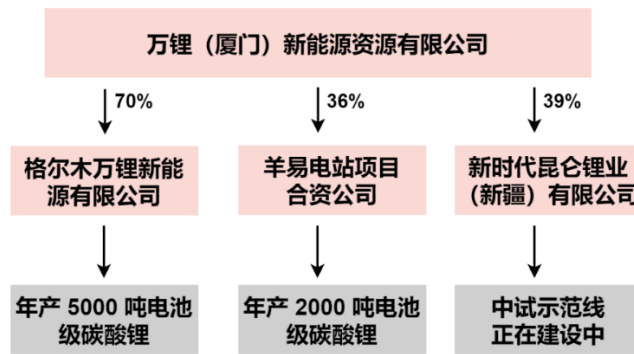 万锂（厦门）新能源资源有限公司
70%
36%
39%
格尔木万锂新能
源有限公司
羊易电站项目
合资公司
新时代昆仑锂业
（新疆）有限公司
年产 5000 吨电池
级碳酸锂
年产 2000 吨电池
级碳酸锂
中试示范线
正在建设中